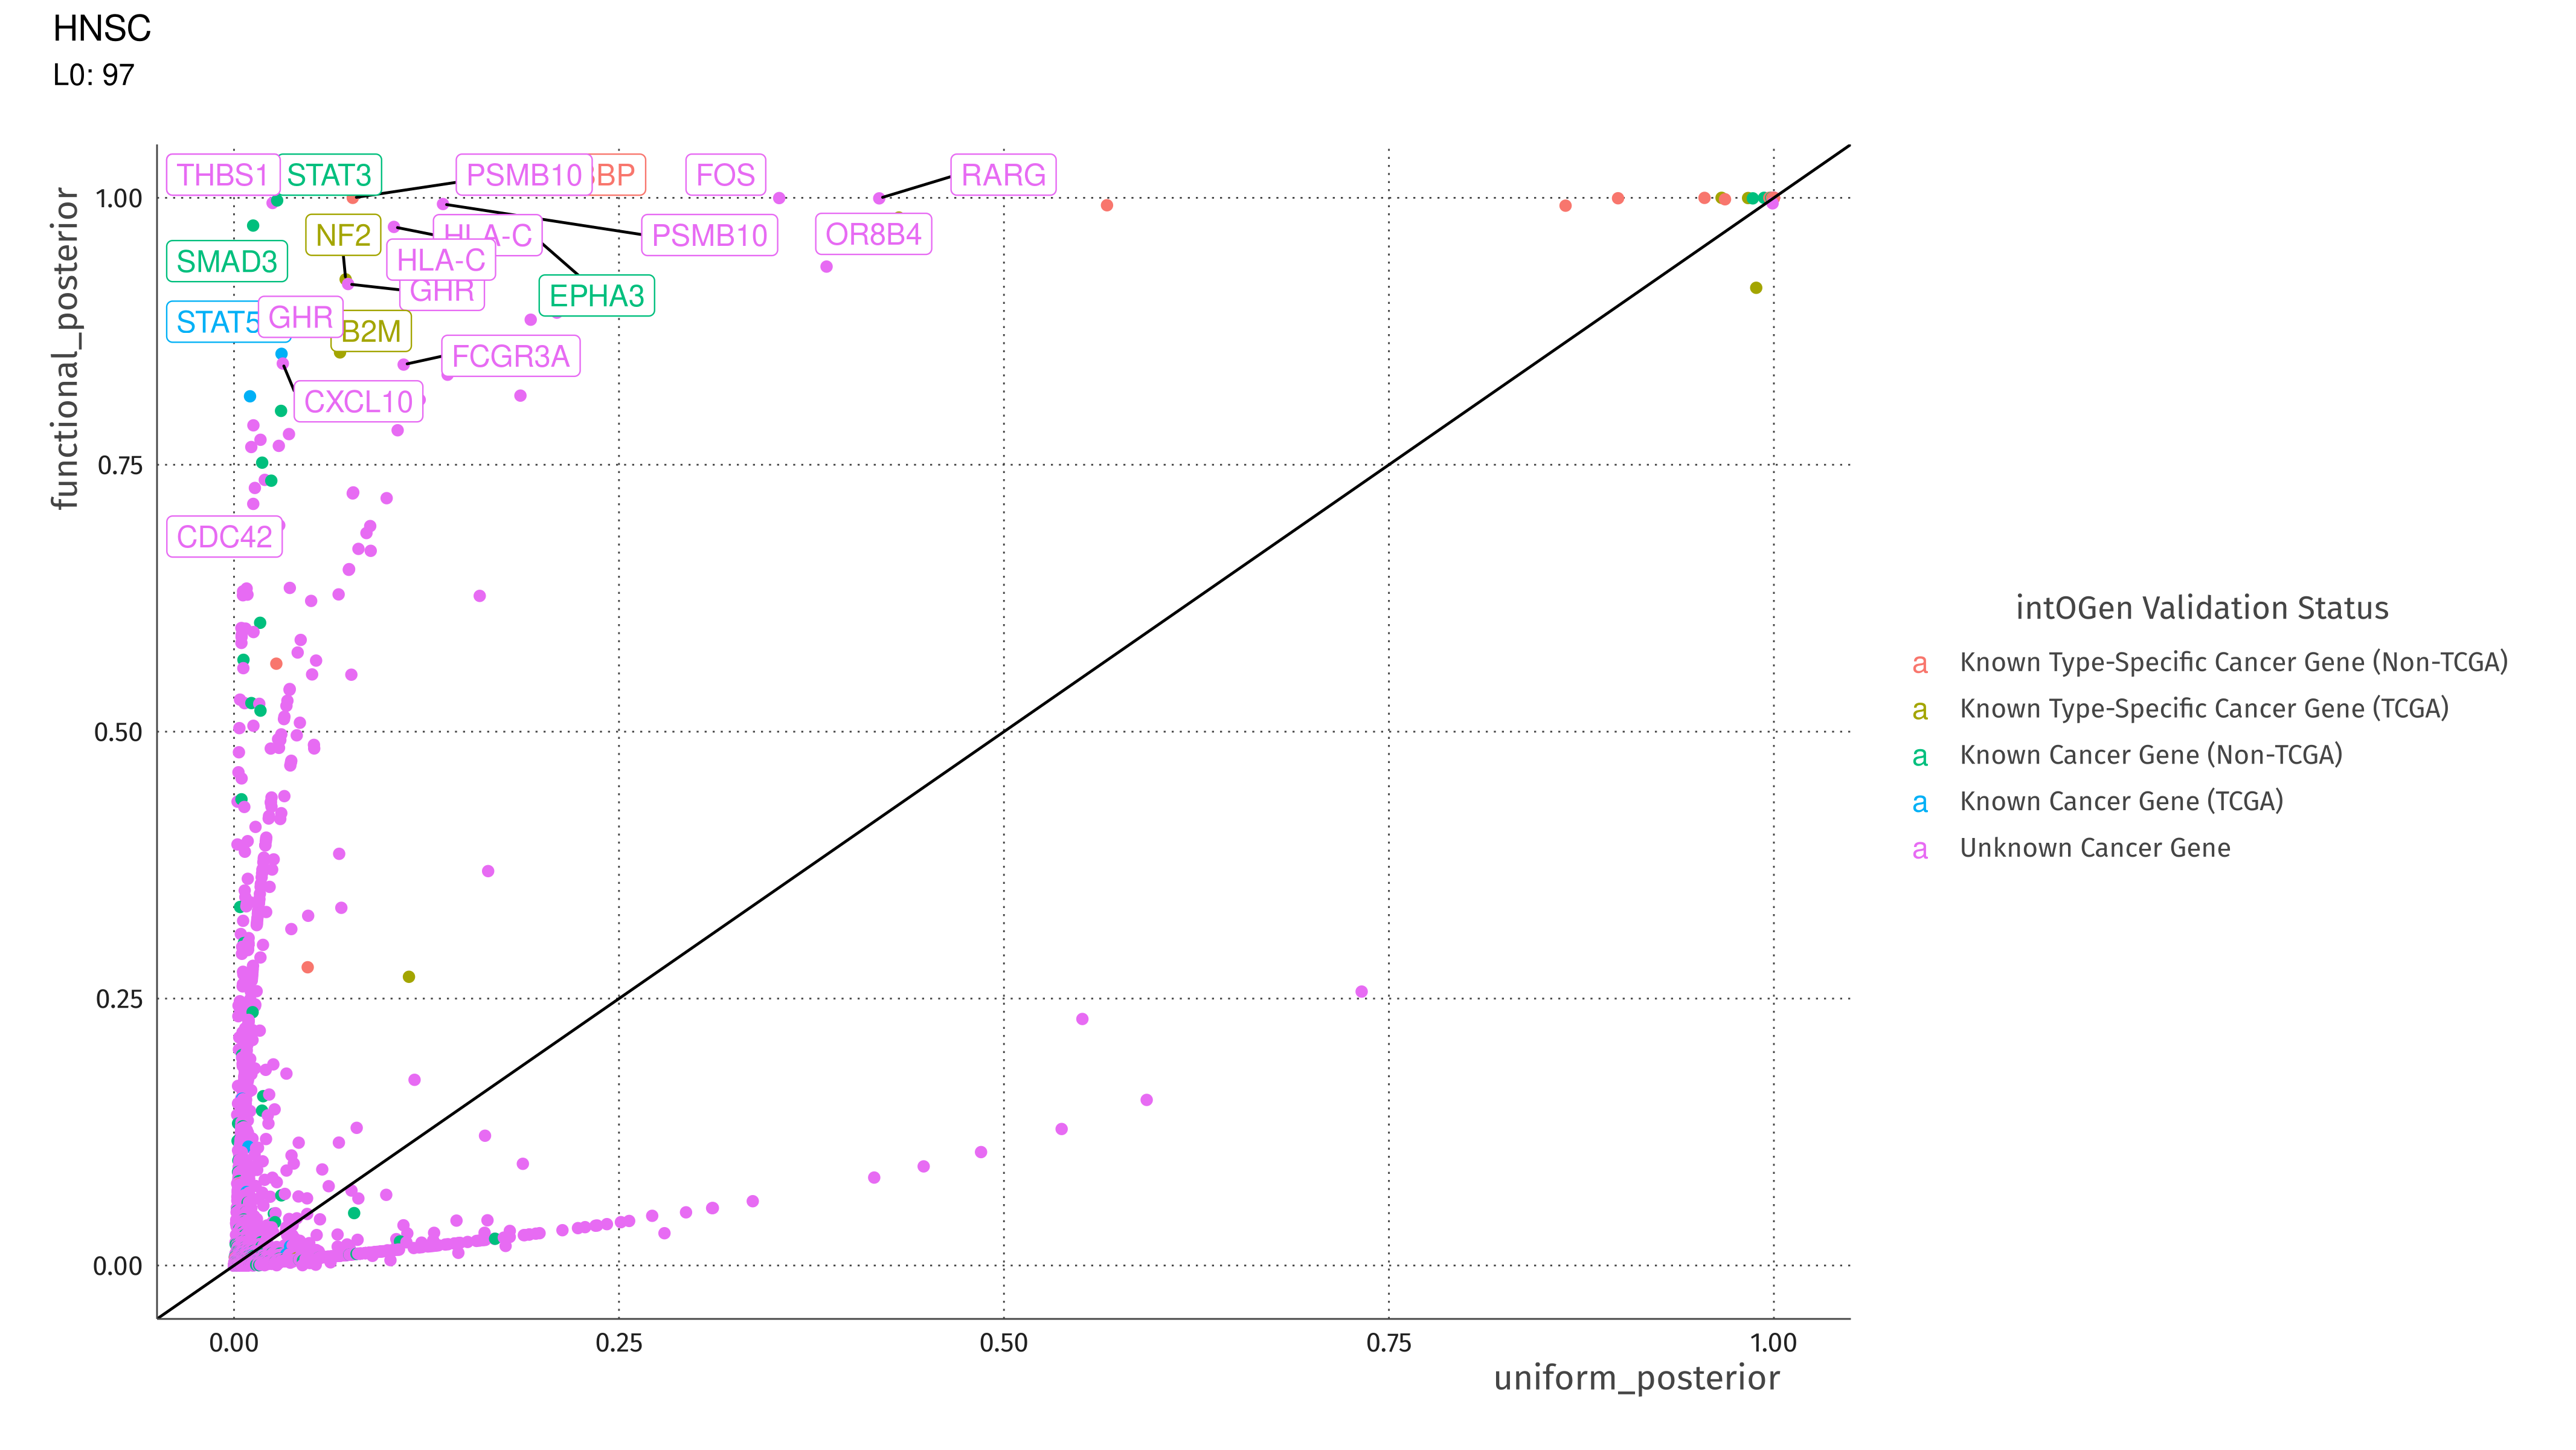 HNSC
L0: 97
functional_posterior
1.00
0.75
0.50
0.25
0.00
THBS1
STAT3
PSMB10
BP
FOS
RARG
NF2
HLA-C
PSMB10
OR8B4
SMAD3
HLA-C
GHR
EPHA3
STAT5
GHR
B2M
FCGR3A
CXCL10
CDC42
0.00
0.25
0.50
0.75
1.00
uniform_posterior
intOGen Validation Status
a Known Type-Specific Cancer Gene (Non-TCGA)
a Known Type-Specific Cancer Gene (TCGA)
a Known Cancer Gene (Non-TCGA)
a Known Cancer Gene (TCGA)
a Unknown Cancer Gene